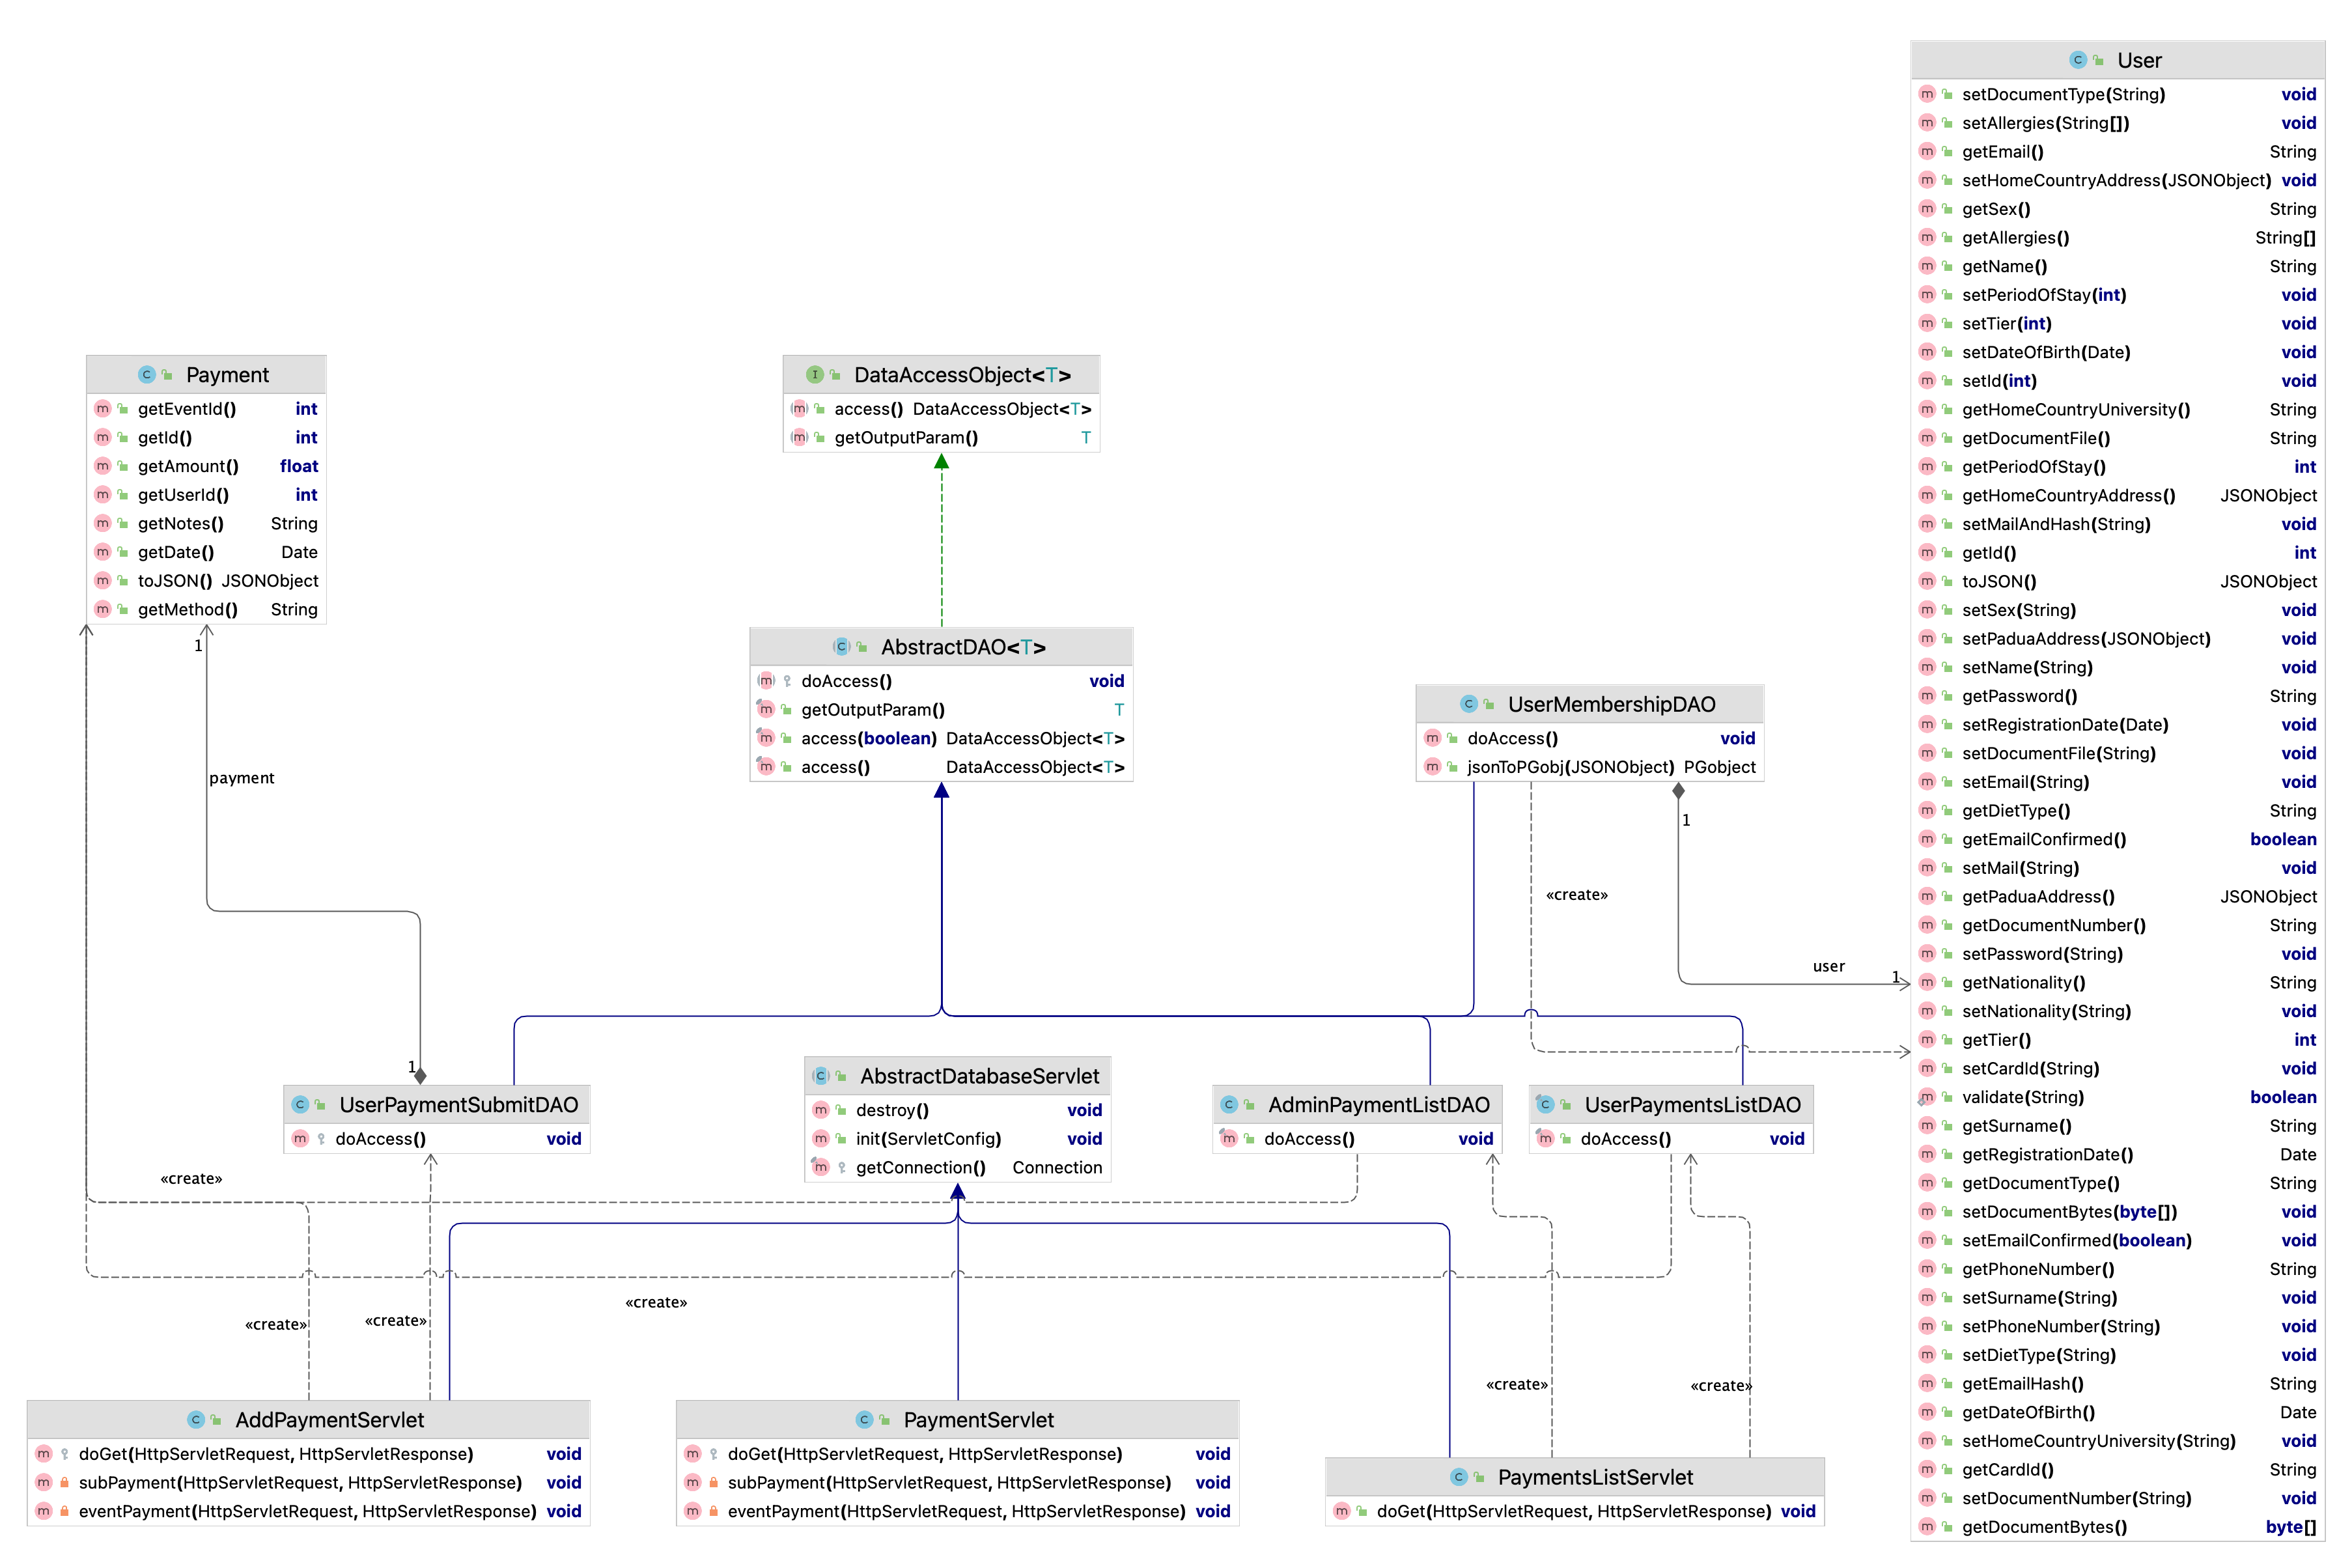 User
setDocumentType(String) void
setAllergies(String[]) void
getEmail() String
setHomeCountryAddress(JSONObject) void
getSex() String
getAllergies() String[]
getName() String
setPeriodOfStay(int) void
setTier(int) void
setDateOfBirth(Date) void
setId(int) void
getHomeCountryUniversity() String
getDocumentFile() String
getPeriodOfStay() int
getHomeCountryAddress() JSONObject
setMailAndHash(String) void
getId() int
toJSON() JSONObject
setSex(String) void
setPaduaAddress(JSONObject) void
setName(String) void
getPassword() String
setRegistrationDate(Date) void
setDocumentFile(String) void
setEmail(String) void
getDietType() String
getEmailConfirmed() boolean
setMail(String) void
getPaduaAddress() JSONObject
getDocumentNumber() String
setPassword(String) void
getNationality() String
setNationality(String) void
getTier() int
setCardId(String) void
validate(String) boolean
getSurname() String
getRegistrationDate() Date
getDocumentType() String
setDocumentBytes(byte[]) void
setEmailConfirmed(boolean) void
getPhoneNumber() String
setSurname(String) void
setPhoneNumber(String) void
setDietType(String) void
getEmailHash() String
getDateOfBirth() Date
setHomeCountryUniversity(String) void
getCardId() String
setDocumentNumber(String) void
getDocumentBytes() byte[]
Payment
getEventId() int
getId() int
getAmount() float
getUserId() int
getNotes() String
getDate() Date
toJSON() JSONObject
getMethod() String
DataAccessObject<T>
access() DataAccessObject<T>
getOutputParam() T
AbstractDAO<T>
doAccess() void
getOutputParam() T
access(boolean) DataAccessObject<T>
access() DataAccessObject<T>
UserMembershipDAO
doAccess() void
jsonToPGobj(JSONObject) PGobject
1
payment
1
1
«create»
user
1
UserPaymentSubmitDAO
doAccess() void
AbstractDatabaseServlet
destroy() void
init(ServletConfig) void
getConnection() Connection
AdminPaymentListDAO
doAccess() void
UserPaymentsListDAO
doAccess() void
«create»
«create»
«create»
«create»
«create»
«create»
AddPaymentServlet
doGet(HttpServletRequest, HttpServletResponse) void
subPayment(HttpServletRequest, HttpServletResponse) void
eventPayment(HttpServletRequest, HttpServletResponse) void
PaymentServlet
doGet(HttpServletRequest, HttpServletResponse) void
subPayment(HttpServletRequest, HttpServletResponse) void
eventPayment(HttpServletRequest, HttpServletResponse) void
PaymentsListServlet
doGet(HttpServletRequest, HttpServletResponse) void